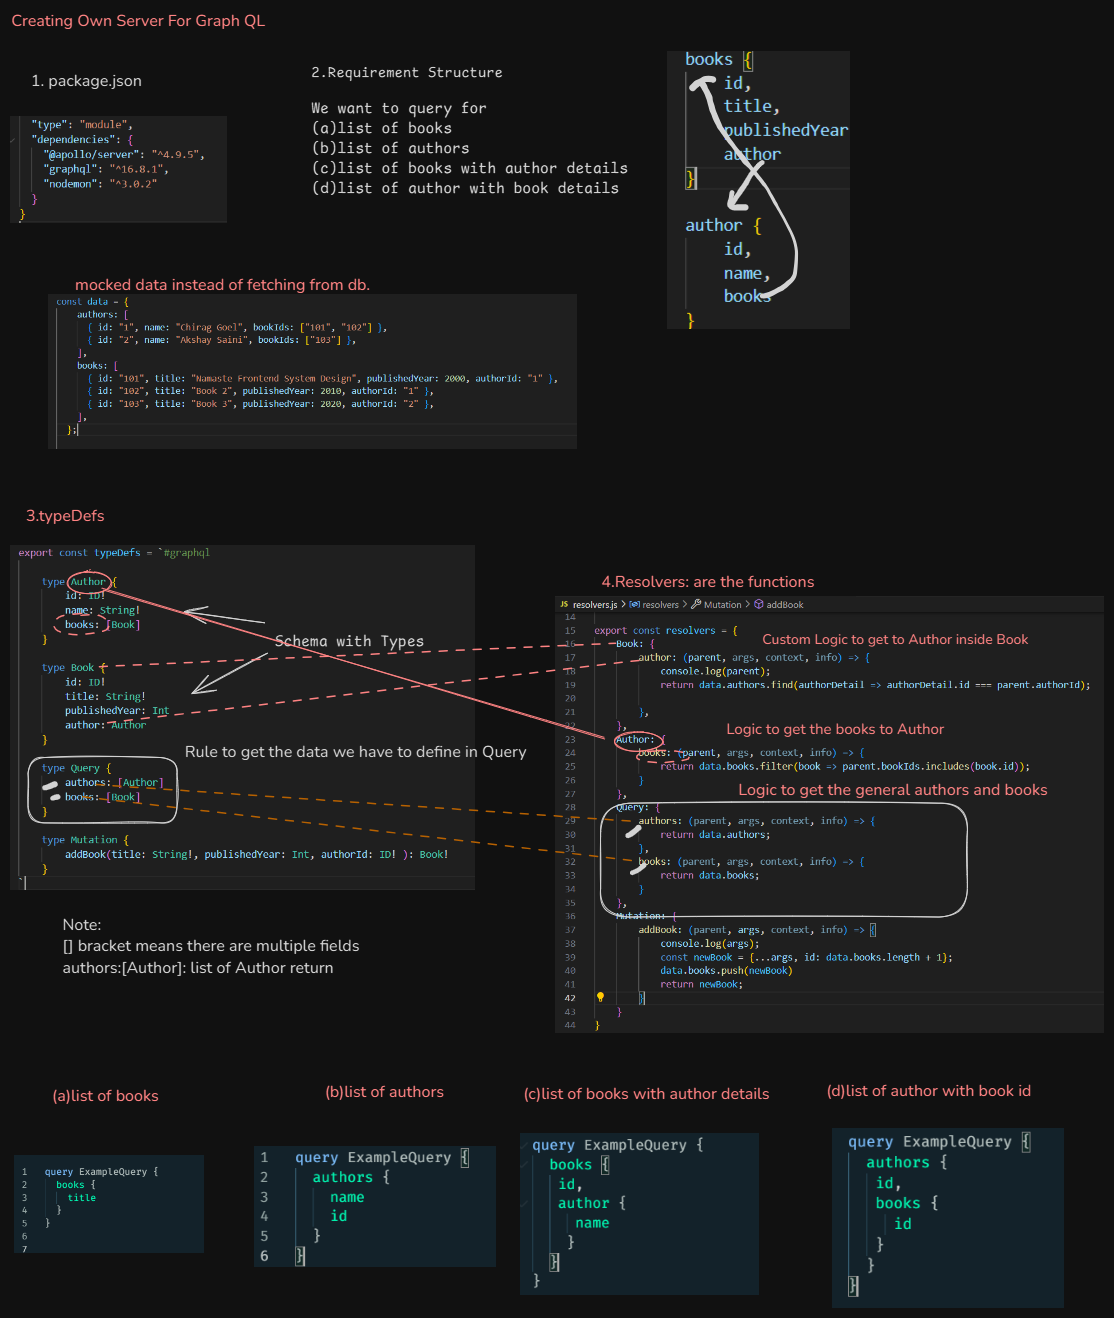 Creating Own Server For Graph QL
1. package.json
"type": "module",
"dependencies": {
"@apollo/server": "^4.9.5",
"graphql": "^16.8.1",
"nodemon": "^3.0.2"
}
}
2.Requirement Structure
We want to query for
(a)list of books
(b)list of authors
(c)list of books with author details
(d)list of author with book details
books {
id,
title,
publishedYear
author
}
author {
id,
name,
books
}
mocked data instead of fetching from db.
const data = {
authors: [
{ id: "1", name: "Chirag Goel", bookIds: ["101", "102"] },
{ id: "2", name: "Akshay Saini", bookIds: ["103"] },
],
books: [
{ id: "101", title: "Namaste Frontend System Design", publishedYear: 2000, authorId: "1" },
{ id: "102", title: "Book 2", publishedYear: 2010, authorId: "1" },
{ id: "103", title: "Book 3", publishedYear: 2020, authorId: "2" },
],
};
3.typeDefs
export const typeDefs = `#graphql
type Author {
id: ID!
name: String!
books: [Book]
}
type Book {
id: ID!
title: String!
publishedYear: Int
author: Author
}
type Query {
authors: [Author]
books: [Book]
}
type Mutation {
addBook(title: String!, publishedYear: Int, authorId: ID! ): Book!
}
`
Schema with Types
Rule to get the data we have to define in Query
Note:
[] bracket means there are multiple fields
authors:[Author]: list of Author return
4.Resolvers: are the functions
JS resolvers.js > resolvers > Mutation > addBook
14
15 export const resolvers = {
16 Book: {
Custom Logic to get to Author inside Book
17 author: (parent, args, context, info) => {
18 console.log(parent);
19 return data.authors.find(authorDetail => authorDetail.id === parent.authorId);
20
21 },
22 },
Logic to get the books to Author
23 Author: {
24 books: (parent, args, context, info) => {
25 return data.books.filter(book => parent.bookIds.includes(book.id));
26 }
27 },
Logic to get the general authors and books
28 Query: {
29 authors: (parent, args, context, info) => {
30 return data.authors;
31 },
32 books: (parent, args, context, info) => {
33 return data.books;
34 }
35 },
36 Mutation: {
37 addBook: (parent, args, context, info) => {
38 console.log(args);
39 const newBook = {...args, id: data.books.length + 1};
40 data.books.push(newBook)
41 return newBook;
42 }
43 }
44 }
(a)list of books
1 query ExampleQuery {
2 books {
3 title
4 }
5 }
6
7
(b)list of authors
1 query ExampleQuery {
2 authors {
3 name
4 id
5 }
6 }
(c)list of books with author details
query ExampleQuery {
books {
id,
author {
name
}
}
}
(d)list of author with book id
query ExampleQuery {
authors {
id,
books {
id
}
}
}